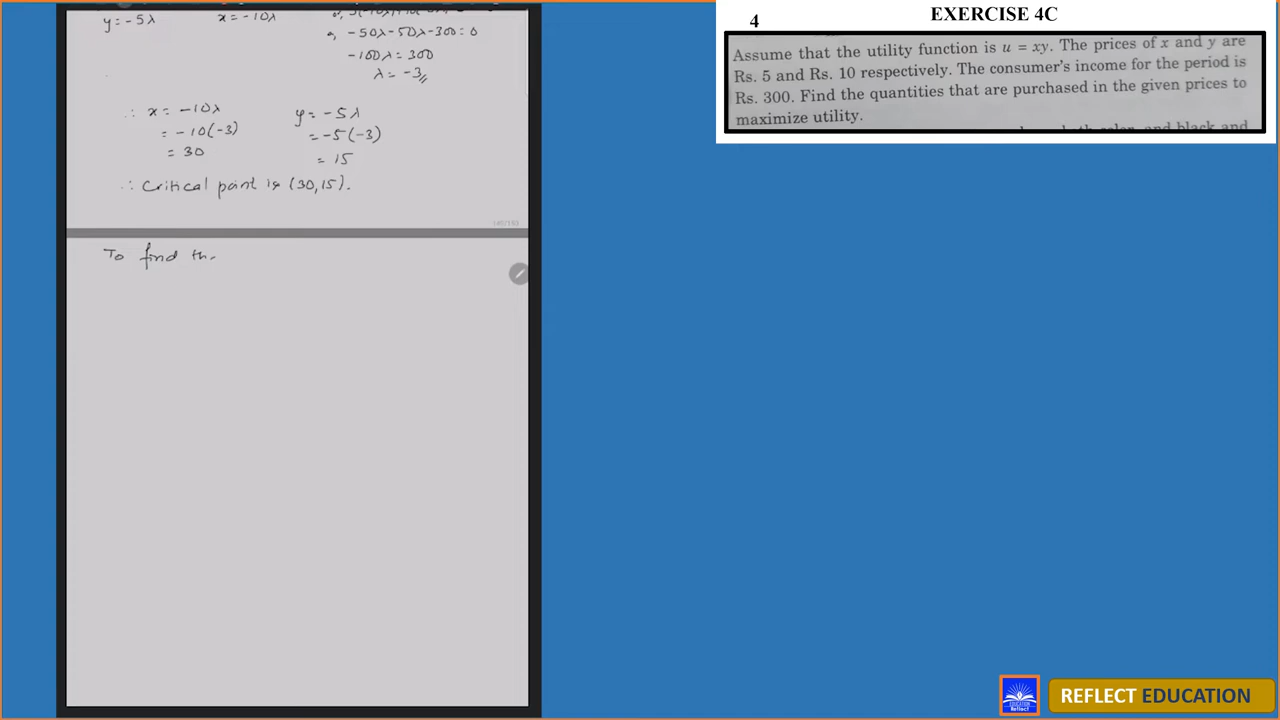 y = -5λ x = -10λ
or, -50λ-50λ-300=0
-100λ = 300
λ = -3
∴ x = -10λ y = -5λ
= -10(-3) = -5(-3)
= 30 = 15
∴ Critical point is (30,15).
To find th
4 EXERCISE 4C
Assume that the utility function is u = xy. The prices of x and y are
Rs. 5 and Rs. 10 respectively. The consumer's income for the period is
Rs. 300. Find the quantities that are purchased in the given prices to
maximize utility.
REFLECT EDUCATION